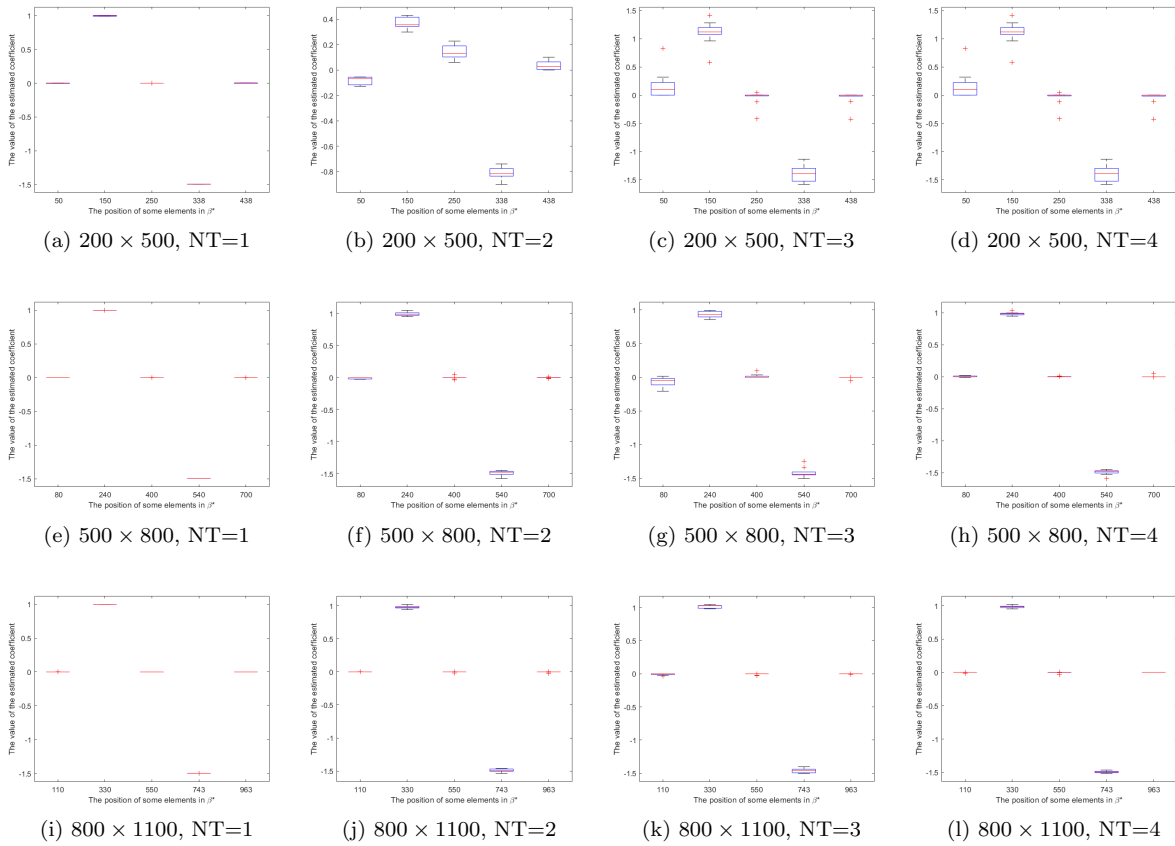 The value of the estimated coefficient
1
0.5
0
-0.5
-1
-1.5
50 150 250 338 438
The position of some elements in β*
(a) 200 × 500, NT=1
The value of the estimated coefficient
0.4
0.2
0
-0.2
-0.4
-0.6
-0.8
50 150 250 338 438
The position of some elements in β*
(b) 200 × 500, NT=2
The value of the estimated coefficient
1.5
1
0.5
0
-0.5
-1
-1.5
50 150 250 338 438
The position of some elements in β*
(c) 200 × 500, NT=3
The value of the estimated coefficient
1.5
1
0.5
0
-0.5
-1
-1.5
50 150 250 338 438
The position of some elements in β*
(d) 200 × 500, NT=4
The value of the estimated coefficient
1
0.5
0
-0.5
-1
-1.5
80 240 400 540 700
The position of some elements in β*
(e) 500 × 800, NT=1
The value of the estimated coefficient
1
0.5
0
-0.5
-1
-1.5
80 240 400 540 700
The position of some elements in β*
(f) 500 × 800, NT=2
The value of the estimated coefficient
1
0.5
0
-0.5
-1
-1.5
80 240 400 540 700
The position of some elements in β*
(g) 500 × 800, NT=3
The value of the estimated coefficient
1
0.5
0
-0.5
-1
-1.5
80 240 400 540 700
The position of some elements in β*
(h) 500 × 800, NT=4
The value of the estimated coefficient
1
0.5
0
-0.5
-1
-1.5
110 330 550 743 963
The position of some elements in β*
(i) 800 × 1100, NT=1
The value of the estimated coefficient
1
0.5
0
-0.5
-1
-1.5
110 330 550 743 963
The position of some elements in β*
(j) 800 × 1100, NT=2
The value of the estimated coefficient
1
0.5
0
-0.5
-1
-1.5
110 330 550 743 963
The position of some elements in β*
(k) 800 × 1100, NT=3
The value of the estimated coefficient
1
0.5
0
-0.5
-1
-1.5
110 330 550 743 963
The position of some elements in β*
(l) 800 × 1100, NT=4